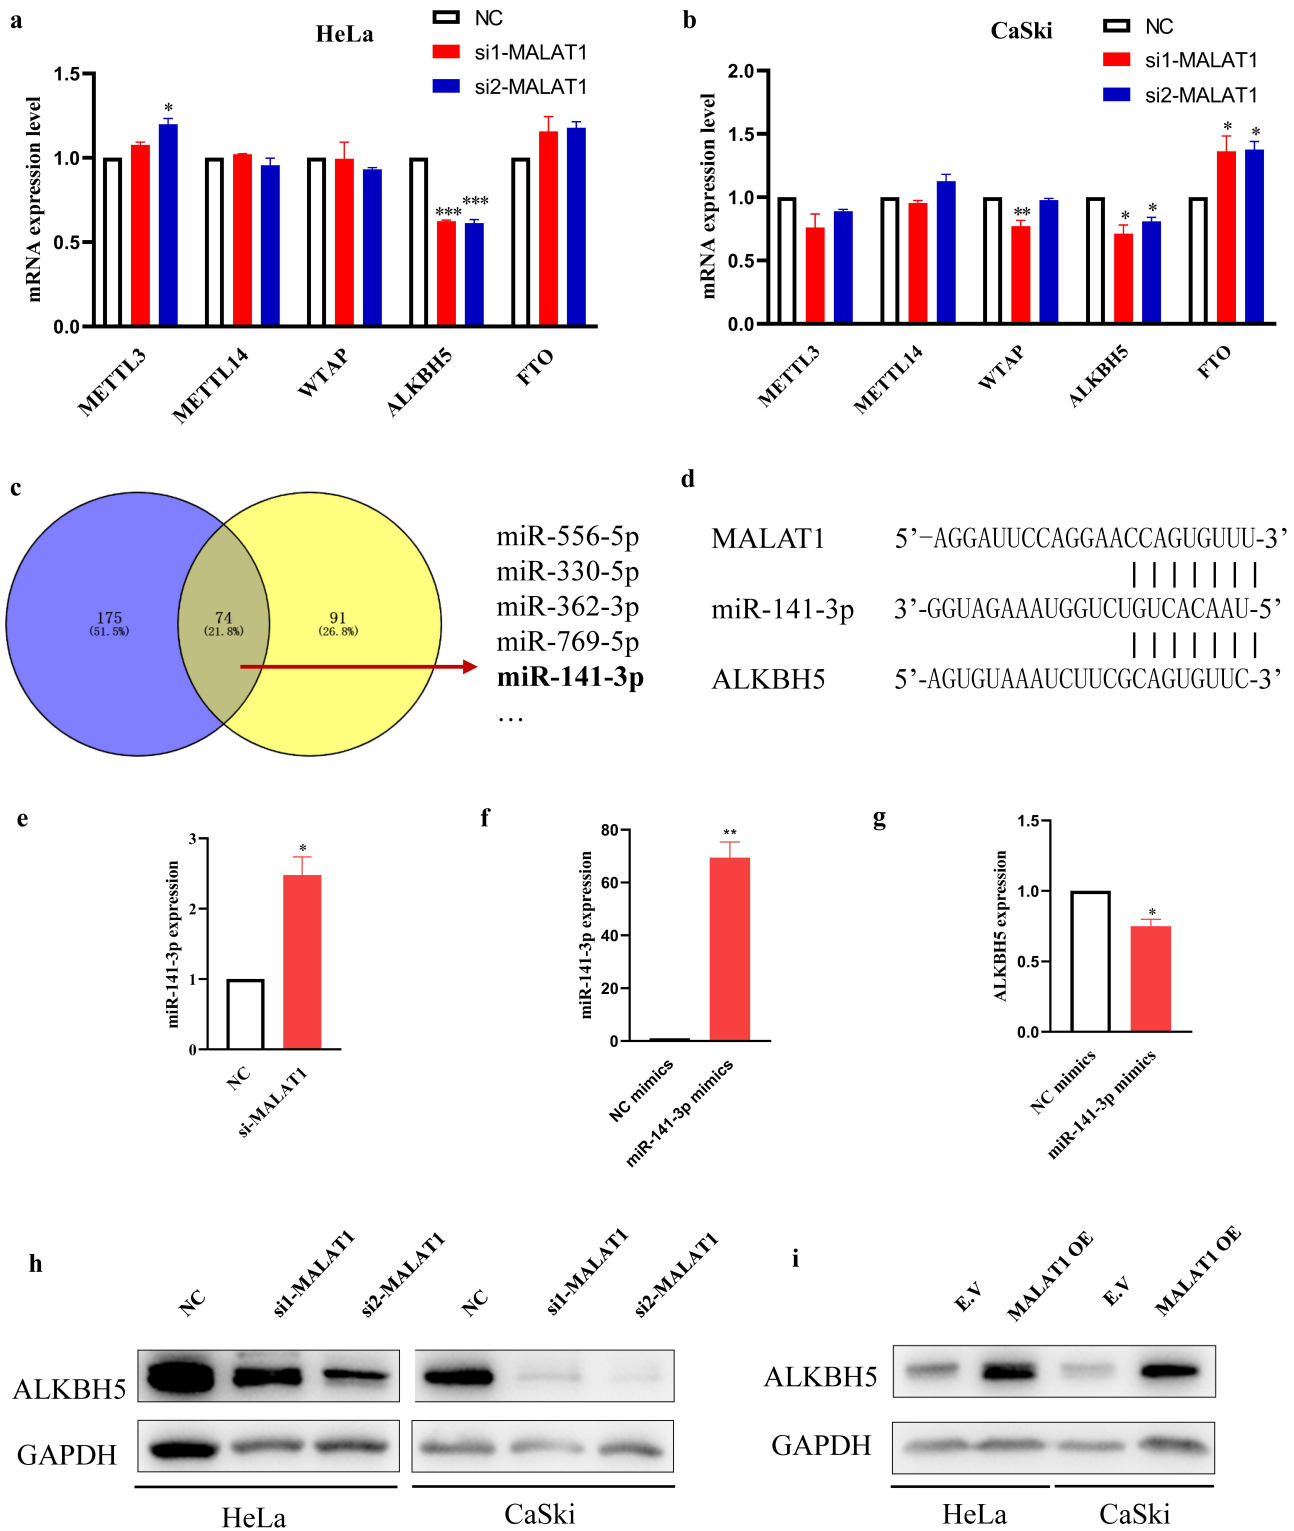 a
HeLa
NC
si1-MALAT1
si2-MALAT1
mRNA expression level
1.5
1.0
0.5
0.0
*
***
***
METTL3
METTL14
WTAP
ALKBH5
FTO
b
CaSki
NC
si1-MALAT1
si2-MALAT1
mRNA expression level
2.0
1.5
1.0
0.5
0.0
**
*
*
*
*
METTL3
METTL14
WTAP
ALKBH5
FTO
c
175
(51.5%)
74
(21.8%)
91
(26.8%)
miR-556-5p
miR-330-5p
miR-362-3p
miR-769-5p
miR-141-3p
...
d
MALAT1 5’-AGGAUUCCAGGAACCAGUGUUU-3’
miR-141-3p 3’-GGUAGAAAUGGUCUGUCACAAU-5’
ALKBH5 5’-AGUGUAAAUCUUCGCAGUGUUC-3’
e
miR-141-3p expression
3
2
1
0
*
NC
si-MALAT1
f
miR-141-3p expression
80
60
40
20
0
**
NC mimics
miR-141-3p mimics
g
ALKBH5 expression
1.5
1.0
0.5
0.0
*
NC mimics
miR-141-3p mimics
h
NC
si1-MALAT1
si2-MALAT1
NC
si1-MALAT1
si2-MALAT1
ALKBH5
GAPDH
HeLa
CaSki
i
E.V
MALAT1 OE
E.V
MALAT1 OE
ALKBH5
GAPDH
HeLa
CaSki